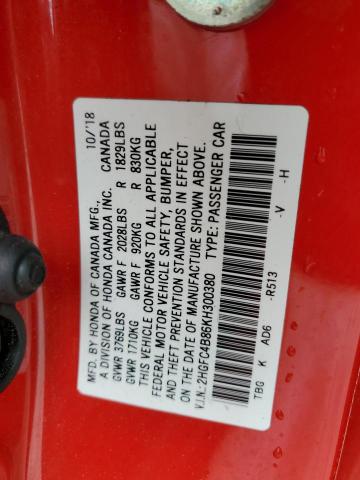 MFD. BY HONDA OF CANADA MFG., 10/'18
A DIVISION OF HONDA CANADA INC. CANADA
GVWR 3769LBS GAWR F 2028LBS R 1829LBS
GVWR 1710KG GAWR F 920KG R 830KG
THIS VEHICLE CONFORMS TO ALL APPLICABLE
FEDERAL MOTOR VEHICLE SAFETY, BUMPER,
AND THEFT PREVENTION STANDARDS IN EFFECT
ON THE DATE OF MANUFACTURE SHOWN ABOVE.
V.I.N.: 2HGFC4B86KH300380 TYPE: PASSENGER CAR
TBG K AD6 -R513 -V -H